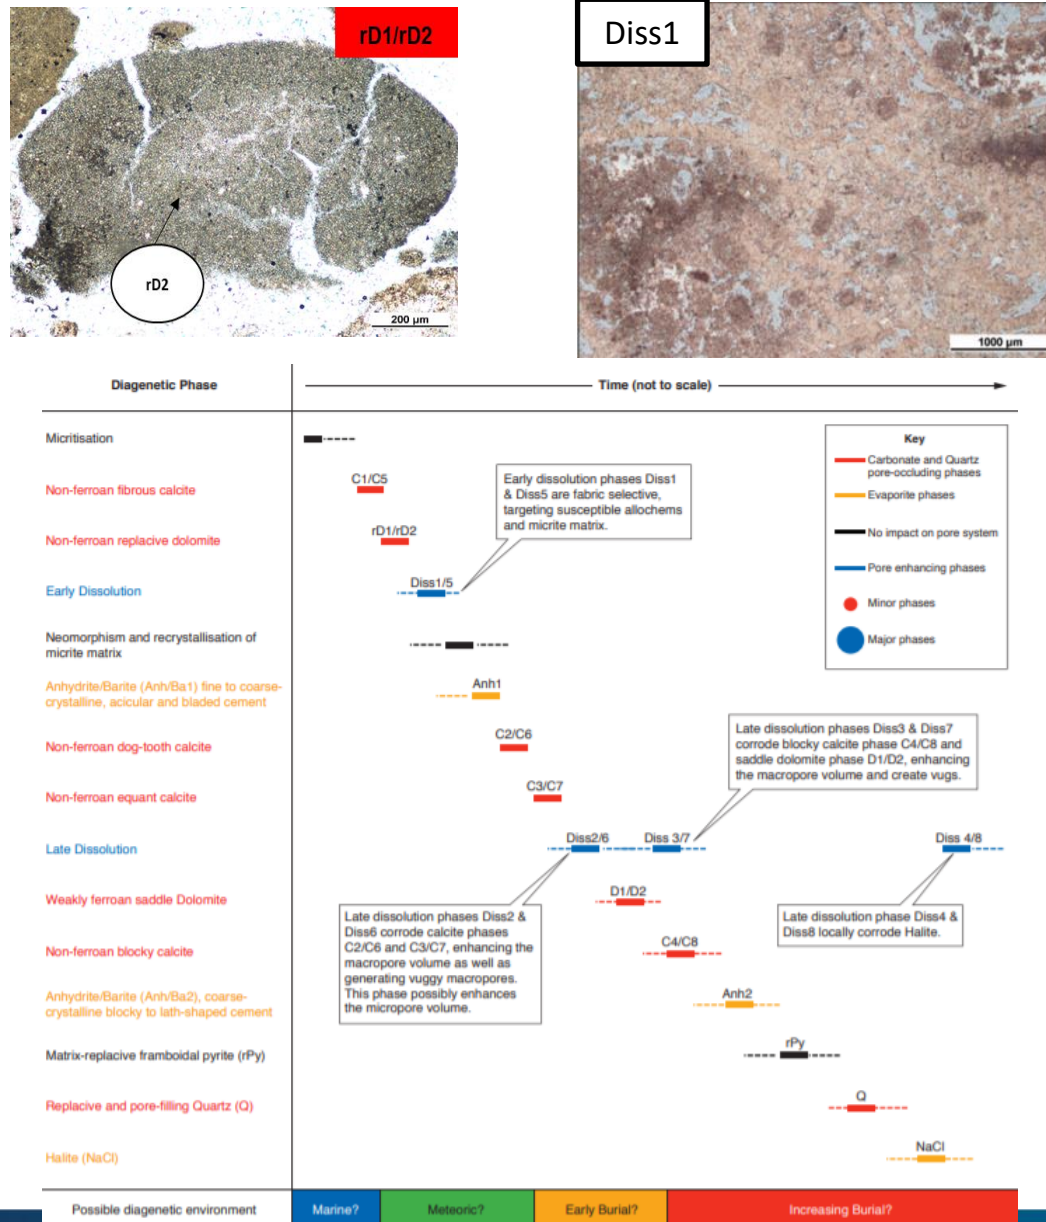 rD1/rD2
rD2
200 µm
Diss1
1000 µm
Diagenetic Phase
Time (not to scale)
Micritisation
Non-ferroan fibrous calcite
C1/C5
Non-ferroan replacive dolomite
rD1/rD2
Early Dissolution
Diss1/5
Early dissolution phases Diss1
& Diss5 are fabric selective,
targeting susceptible allochems
and micrite matrix.
Key
Carbonate and Quartz
pore-occluding phases
Evaporite phases
No impact on pore system
Pore enhancing phases
Minor phases
Major phases
Neomorphism and recrystallisation of
micrite matrix
Anhydrite/Barite (Anh/Ba1) fine to coarse-
crystalline, acicular and bladed cement
Anh1
Non-ferroan dog-tooth calcite
C2/C6
Non-ferroan equant calcite
C3/C7
Late dissolution phases Diss3 & Diss7
corrode blocky calcite phase C4/C8 and
saddle dolomite phase D1/D2, enhancing
the macropore volume and create vugs.
Late Dissolution
Diss2/6
Diss 3/7
Diss 4/8
Weakly ferroan saddle Dolomite
D1/D2
Late dissolution phases Diss2 &
Diss6 corrode calcite phases
C2/C6 and C3/C7, enhancing the
macropore volume as well as
generating vuggy macropores.
This phase possibly enhances
the micropore volume.
Late dissolution phase Diss4 &
Diss8 locally corrode Halite.
Non-ferroan blocky calcite
C4/C8
Anhydrite/Barite (Anh/Ba2), coarse-
crystalline blocky to lath-shaped cement
Anh2
Matrix-replacive framboidal pyrite (rPy)
rPy
Replacive and pore-filling Quartz (Q)
Q
Halite (NaCl)
NaCl
Possible diagenetic environment
Marine?
Meteoric?
Early Burial?
Increasing Burial?